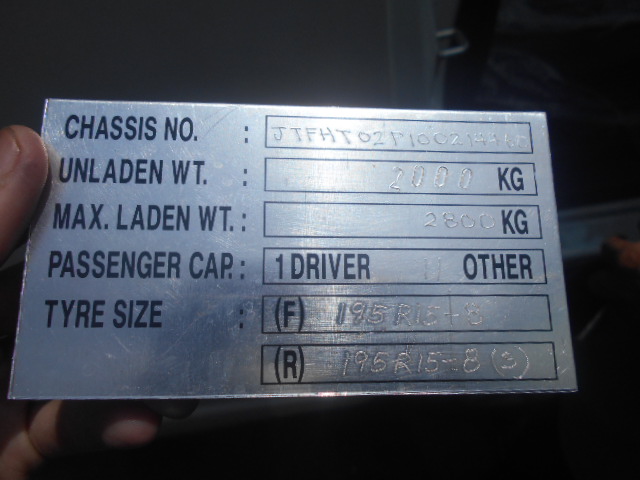 CHASSIS NO. :
UNLADEN WT. : 2000 KG
MAX. LADEN WT. : 2800 KG
PASSENGER CAP. : 1 DRIVER 11 OTHER
TYRE SIZE : (F) 195R15-8
(R) 195R15-8 (3)